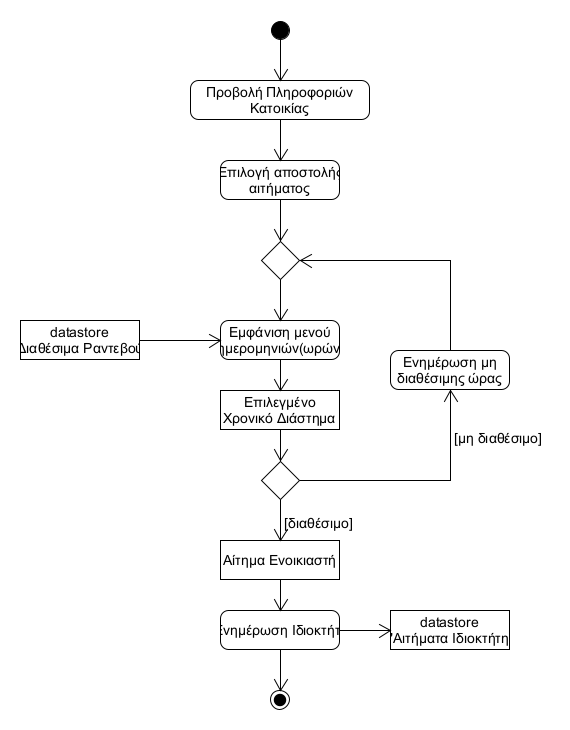 Προβολή Πληροφοριών
Κατοικίας
Επιλογή αποστολής
αιτήματος
datastore
Διαθέσιμα Ραντεβού
Εμφάνιση μενού
ημερομηνιών(ωρών)
Ενημέρωση μη
διαθέσιμης ώρας
Επιλεγμένο
Χρονικό Διάστημα
[μη διαθέσιμο]
[διαθέσιμο]
Αίτημα Ενοικιαστή
Ενημέρωση Ιδιοκτήτη
datastore
Αιτήματα Ιδιοκτήτη